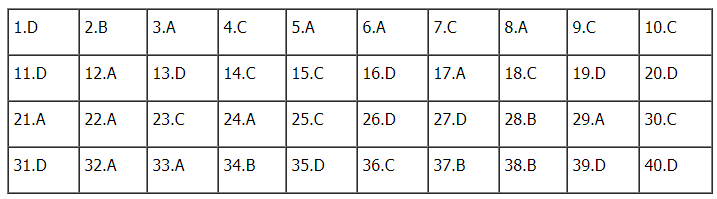 1.D 2.B 3.A 4.C 5.A 6.A 7.C 8.A 9.C 10.C
11.D 12.A 13.D 14.C 15.C 16.D 17.A 18.C 19.D 20.D
21.A 22.A 23.C 24.A 25.C 26.D 27.D 28.B 29.A 30.C
31.D 32.A 33.A 34.B 35.D 36.C 37.B 38.B 39.D 40.D